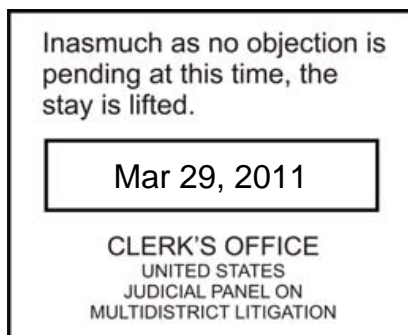 Inasmuch as no objection is
pending at this time, the
stay is lifted.
Mar 29, 2011
CLERK'S OFFICE
UNITED STATES
JUDICIAL PANEL ON
MULTIDISTRICT LITIGATION